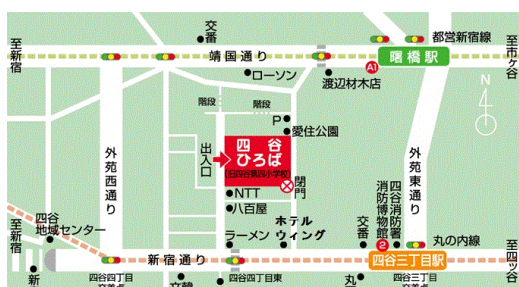 至新宿
交番
靖国通り
都営新宿線
至市ヶ谷
曙橋駅
A1
ローソン
渡辺材木店
階段
階段
P
愛住公園
N
外苑西通り
出入口
四谷
ひろば
(旧四谷第四小学校)
閉門
外苑東通り
NTT
八百屋
四谷
地域センター
至新宿
ラーメン
ホテル
ウィング
交番
消防博物館
四谷消防署
2
丸の内線
新宿通り
四谷三丁目駅
至四ツ谷
新
四谷四丁目
四谷四丁目東
丸
四谷三丁目